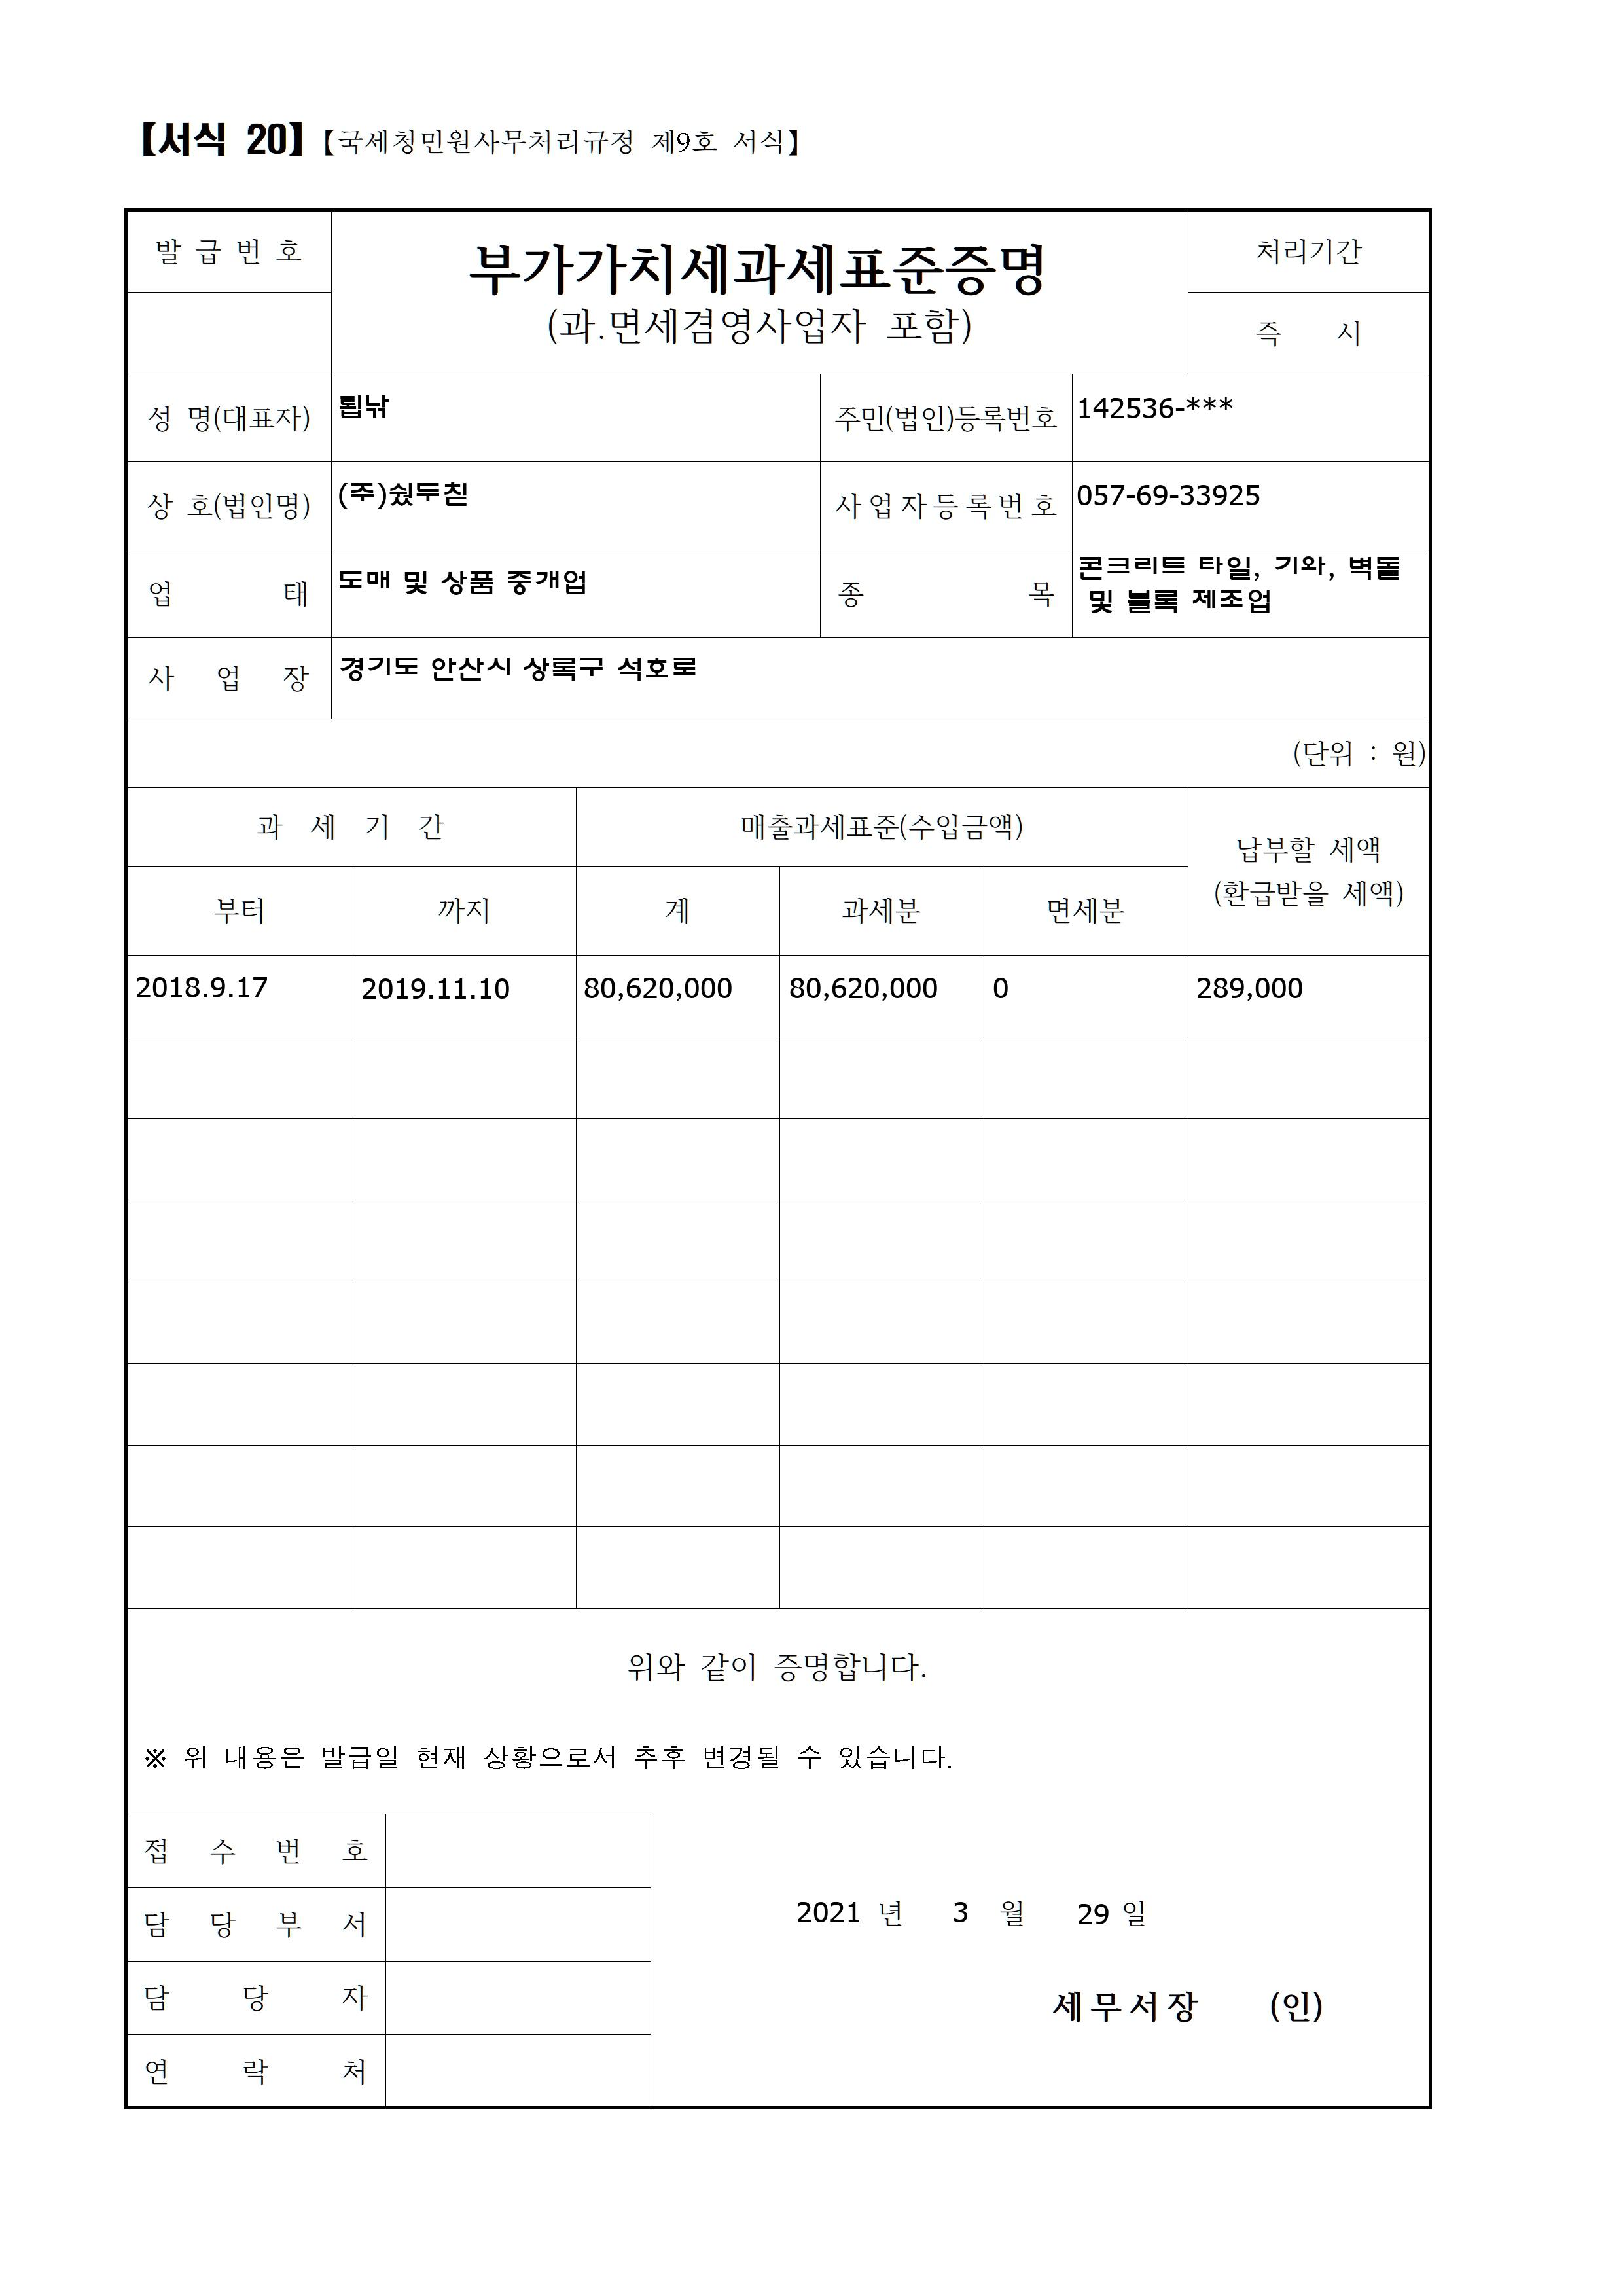 【서식 20】【국세청민원사무처리규정 제9호 서식】
발 급 번 호
부가가치세과세표준증명
(과.면세겸영사업자 포함)
처리기간
즉 시
성 명(대표자) 룁낚 주민(법인)등록번호 142536-***
상 호(법인명) (주)쉈두췬 사업자등록번호 057-69-33925
업 태 도매 및 상품 중개업 종 목 콘크리트 타일, 기와, 벽돌
및 블록 제조업
사 업 장 경기도 안산시 상록구 석호로
(단위 : 원)
과 세 기 간 매출과세표준(수입금액) 납부할 세액
(환급받을 세액)
부터 까지 계 과세분 면세분
2018.9.17 2019.11.10 80,620,000 80,620,000 0 289,000
위와 같이 증명합니다.
※ 위 내용은 발급일 현재 상황으로서 추후 변경될 수 있습니다.
접 수 번 호
담 당 부 서
2021 년 3 월 29 일
담 당 자
세무서장 (인)
연 락 처